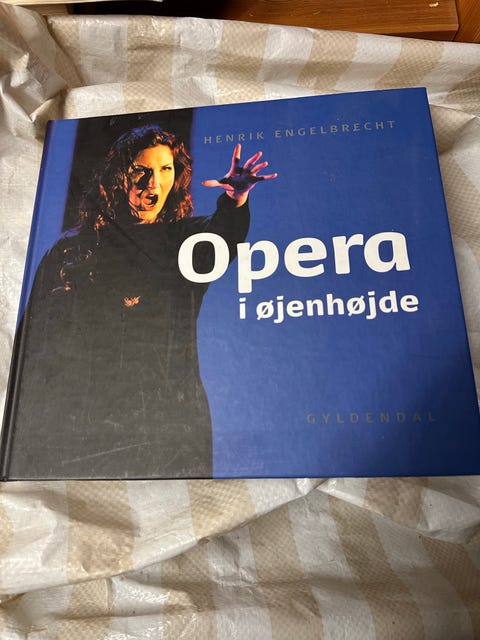 HENRIK ENGELBRECHT
Opera
i øjenhøjde
GYLDENDAL